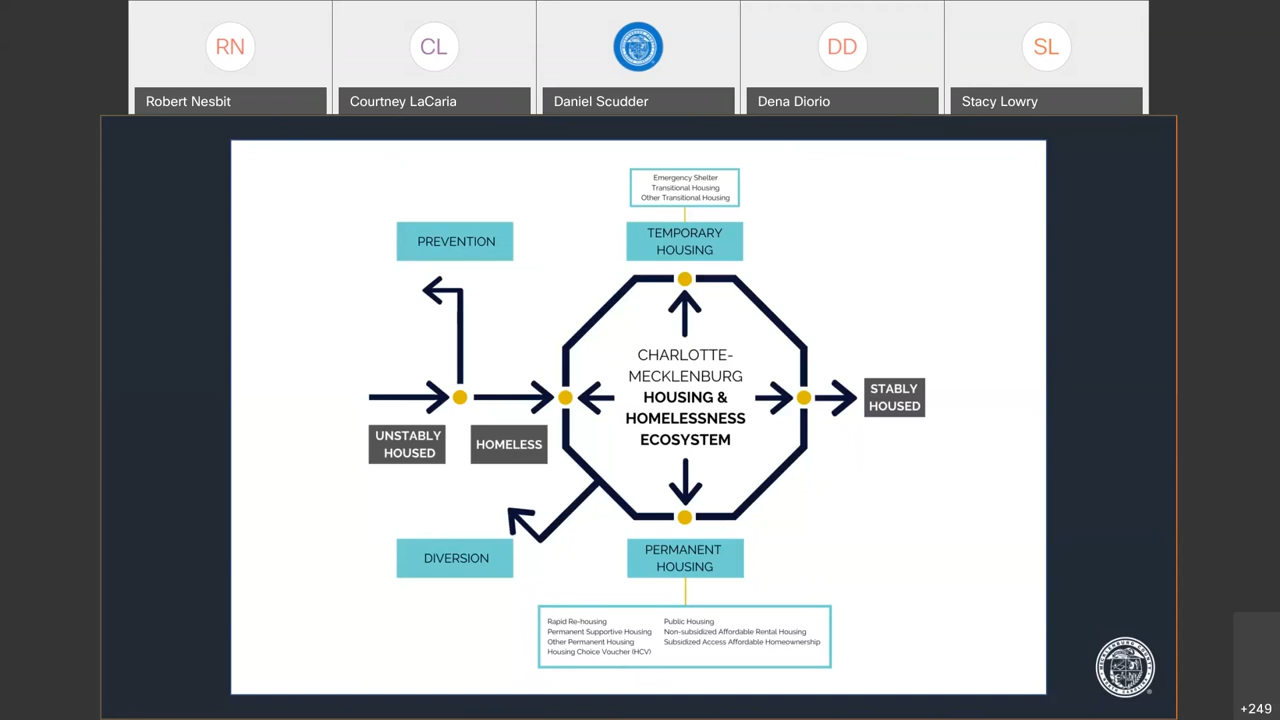 RN
CL
DD
SL
Robert Nesbit
Courtney LaCaria
Daniel Scudder
Dena Diorio
Stacy Lowry
Emergency Shelter
Transitional Housing
Other Transitional Housing
PREVENTION
TEMPORARY
HOUSING
CHARLOTTE-
MECKLENBURG
HOUSING &
HOMELESSNESS
ECOSYSTEM
STABLY
HOUSED
UNSTABLY
HOUSED
HOMELESS
DIVERSION
PERMANENT
HOUSING
Rapid Re-housing
Permanent Supportive Housing
Other Permanent Housing
Housing Choice Voucher (HCV)
Public Housing
Non-subsidized Affordable Rental Housing
Subsidized Access Affordable Homeownership
+249